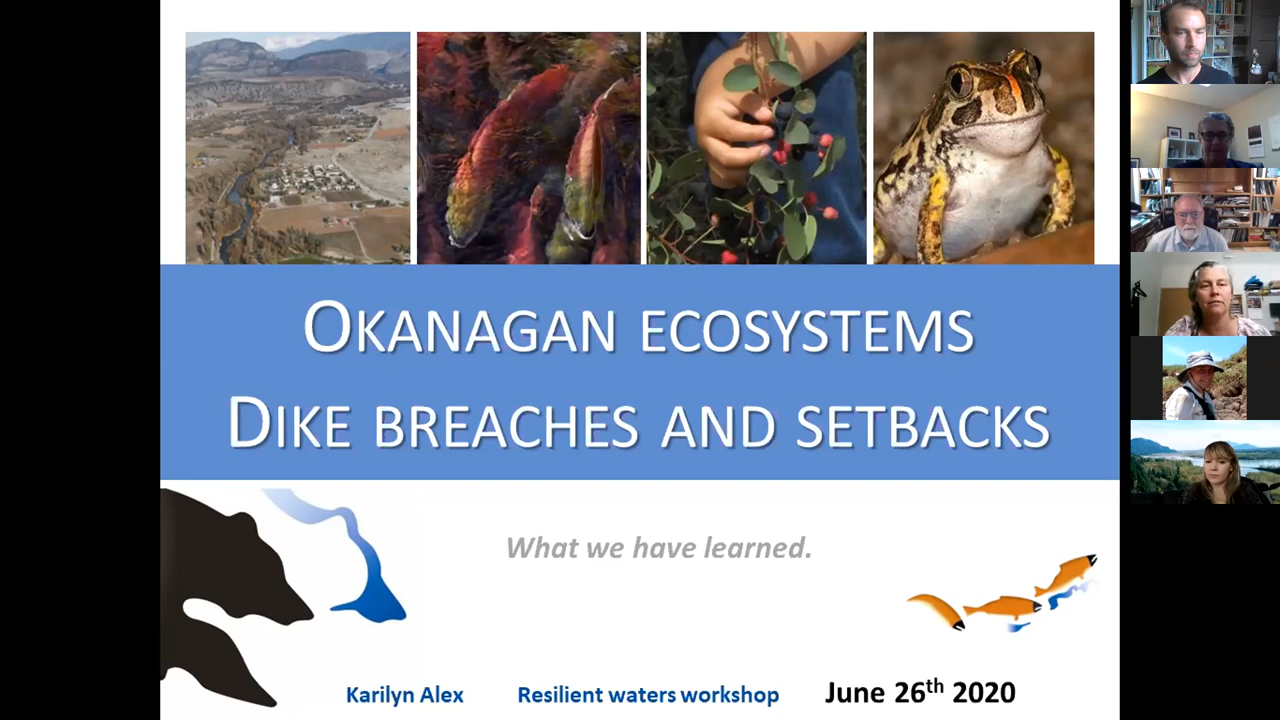 OKANAGAN ECOSYSTEMS
DIKE BREACHES AND SETBACKS
What we have learned.
Karilyn Alex Resilient waters workshop June 26th 2020